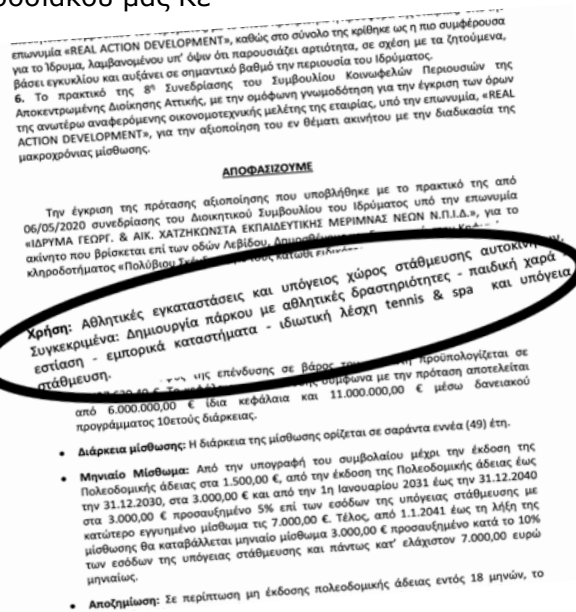 μας
επωνυμία «REAL ACTION DEVELOPMENT», καθώς στο σύνολο της κρίθηκε ως η πιο συμφέρουσα
για το Ίδρυμα, λαμβανομένου υπ’ όψιν ότι παρουσιάζει αρτιότητα, σε σχέση με τα ζητούμενα,
βάσει εγκυκλίου και αυξάνει σε σημαντικό βαθμό την περιουσία του Ιδρύματος.
6. Το πρακτικό της 8ης Συνεδρίασης του Συμβουλίου Κοινωφελών Περιουσιών της
Αποκεντρωμένης Διοίκησης Αττικής, με την ομόφωνη γνωμοδότηση για την έγκριση των όρων
της ανωτέρω αναφερόμενης οικονομοτεχνικής μελέτης της εταιρίας, υπό την επωνυμία, «REAL
ACTION DEVELOPMENT», για την αξιοποίηση του εν θέματι ακινήτου με την διαδικασία της
μακροχρόνιας μίσθωσης.
ΑΠΟΦΑΣΙΖΟΥΜΕ
Την έγκριση της πρότασης αξιοποίησης που υποβλήθηκε με το πρακτικό της από
06/05/2020 συνεδρίασης του Διοικητικού Συμβουλίου του Ιδρύματος υπό την επωνυμία
«ΙΔΡΥΜΑ ΓΕΩΡΓ. & ΑΙΚ. ΧΑΤΖΗΚΩΝΣΤΑ ΕΚΠΑΙΔΕΥΤΙΚΗΣ ΜΕΡΙΜΝΑΣ ΝΕΩΝ Ν.Π.Ι.Δ.», για το
ακίνητο που βρίσκεται επί των οδών Λεβίδου,
κληροδοτήματος «Πολύβιου
Χρήση: Αθλητικές εγκαταστάσεις και υπόγειος χώρος στάθμευσης αυτοκινήτων.
Συγκεκριμένα: Δημιουργία πάρκου με αθλητικές δραστηριότητες - παιδική χαρά -
εστίαση - εμπορικά καταστήματα - ιδιωτική λέσχη tennis & spa και υπόγεια
στάθμευση.
της επένδυσης σε βάρος προϋπολογίζεται σε
σύμφωνα με την πρόταση αποτελείται
από 6.000.000,00 € ίδια κεφάλαια και 11.000.000,00 € μέσω δανειακού
προγράμματος 10ετούς διάρκειας.
• Διάρκεια μίσθωσης: Η διάρκεια της μίσθωσης ορίζεται σε σαράντα εννέα (49) έτη.
• Μηνιαίο Μίσθωμα: Από την υπογραφή του συμβολαίου μέχρι την έκδοση της
Πολεοδομικής άδειας στα 1.500,00 €, από την έκδοση της Πολεοδομικής άδειας έως
την 31.12.2030, στα 3.000,00 € και από την 1η Ιανουαρίου 2031 έως την 31.12.2040
στα 3.000,00 € προσαυξημένο 5% επί των εσόδων της υπόγειας στάθμευσης με
κατώτερο εγγυημένο μίσθωμα τις 7.000,00 €. Τέλος, από 1.1.2041 έως τη λήξη της
μίσθωσης θα καταβάλλεται μηνιαίο μίσθωμα 3.000,00 € προσαυξημένο κατά το 10%
των εσόδων της υπόγειας στάθμευσης και πάντως κατ’ ελάχιστον 7.000,00 ευρώ
μηνιαίως.
• Αποζημίωση: Σε περίπτωση μη έκδοσης πολεοδομικής άδειας εντός 18 μηνών, το